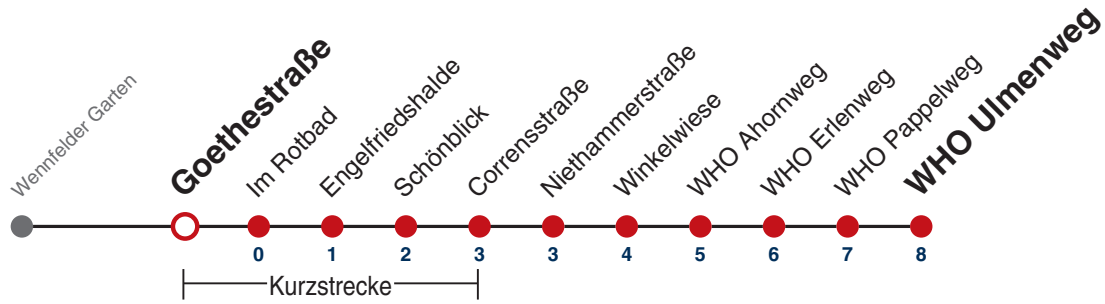 Wennfelder Garten
Goethestraße
Im Rotbad
Engelfriedshalde
Schönblick
Corrensstraße
Niethammerstraße
Winkelwiese
WHO Ahornweg
WHO Erlenweg
WHO Pappelweg
WHO Ulmenweg
0 1 2 3 3 4 5 6 7 8
Kurzstrecke